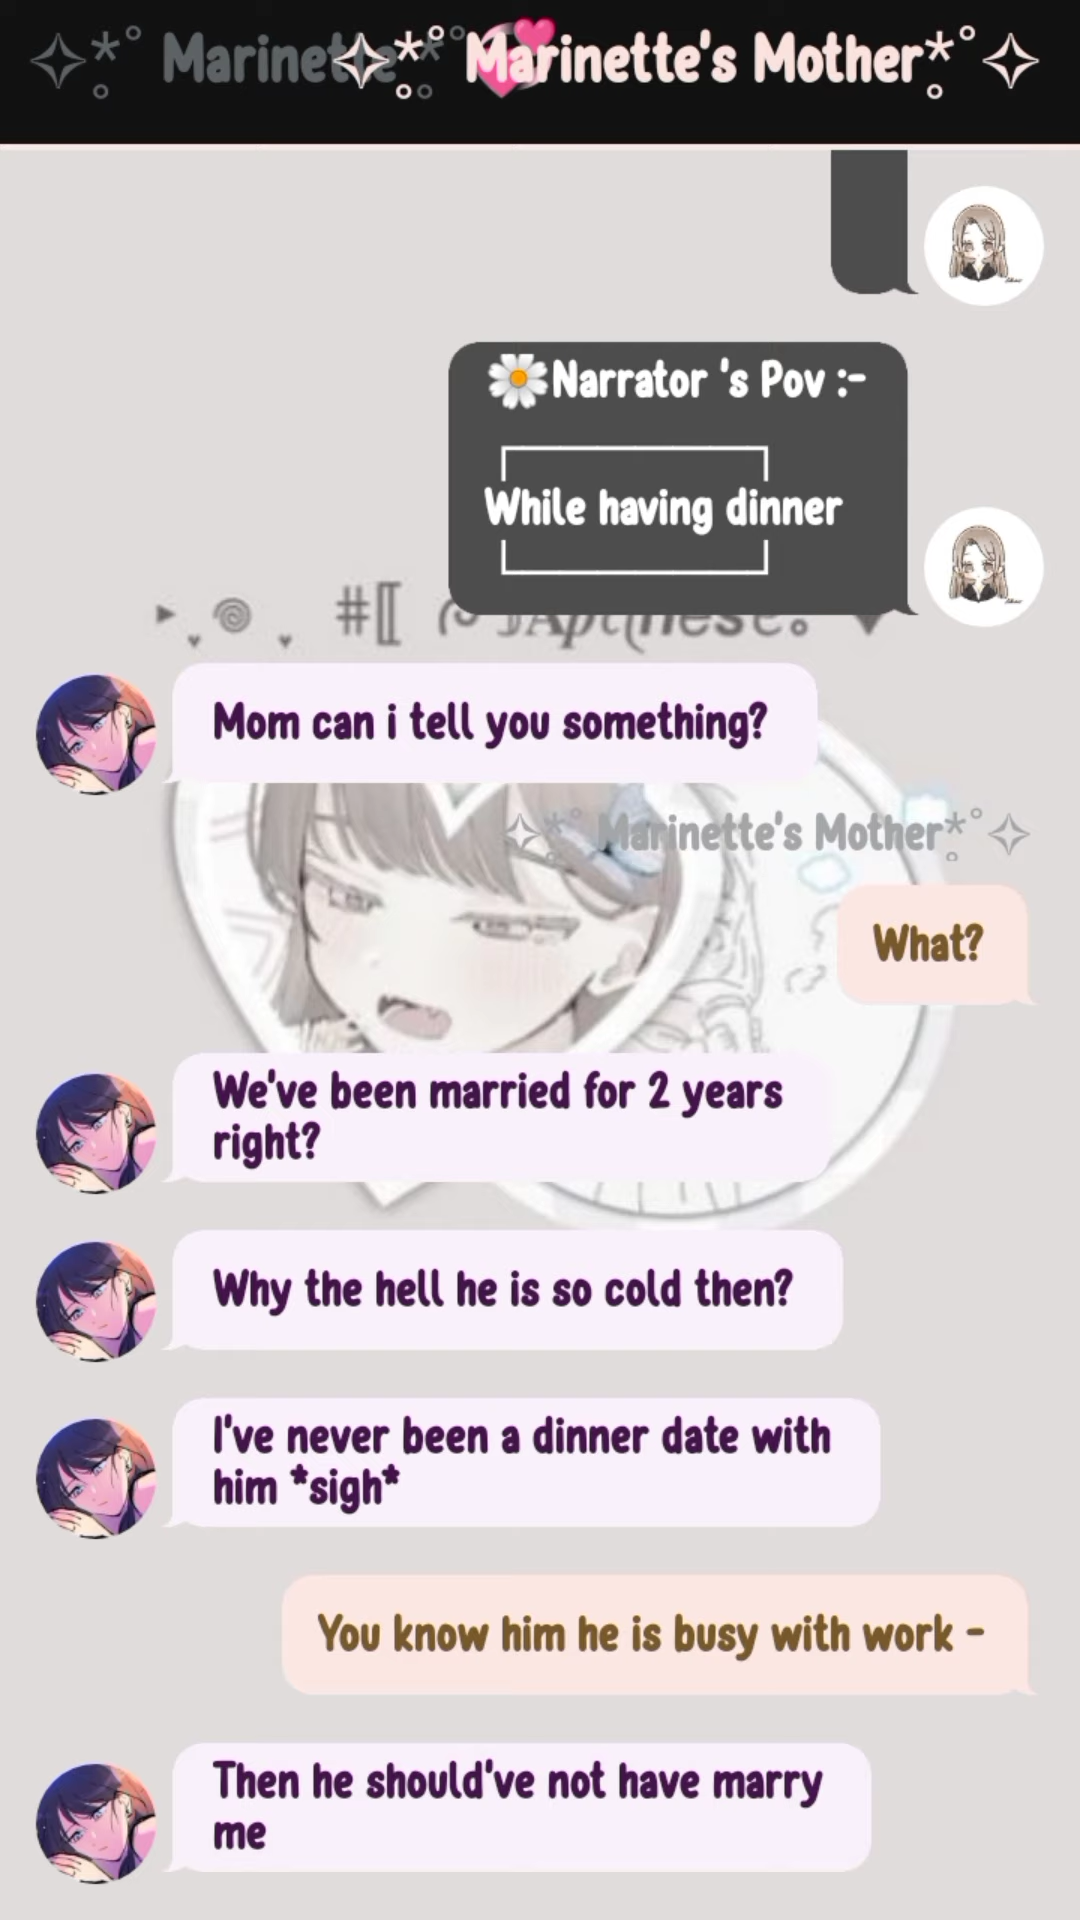 Marinette
Marinette's Mother
Narrator 's Pov :-
While having dinner
Mom can i tell you something?
Marinette's Mother
What?
We've been married for 2 years
right?
Why the hell he is so cold then?
I've never been a dinner date with
him *sigh*
You know him he is busy with work -
Then he should've not have marry
me